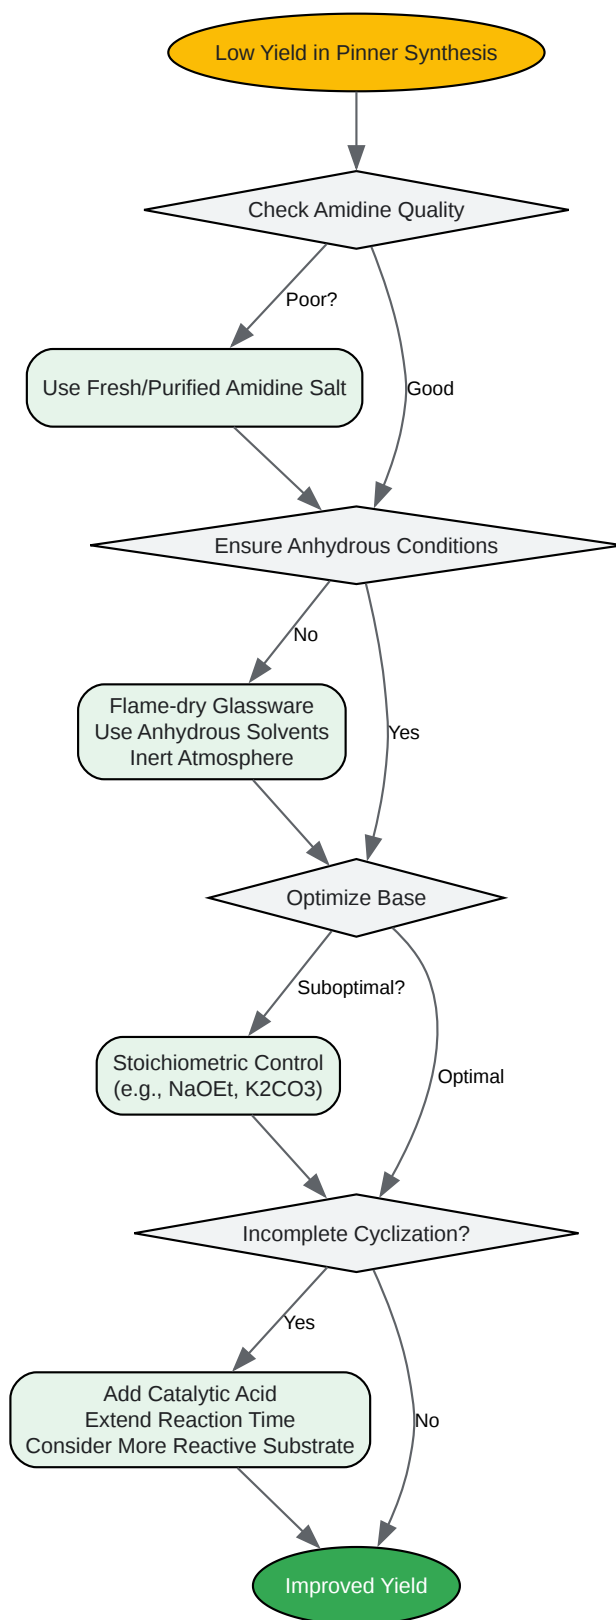 Low Yield in Pinner Synthesis
Check Amidine Quality
Poor?
Use Fresh/Purified Amidine Salt
Good
Ensure Anhydrous Conditions
No
Flame-dry Glassware
Use Anhydrous Solvents
Inert Atmosphere
Yes
Optimize Base
Suboptimal?
Stoichiometric Control
(e.g., NaOEt, K2CO3)
Optimal
Incomplete Cyclization?
Yes
Add Catalytic Acid
Extend Reaction Time
Consider More Reactive Substrate
No
Improved Yield